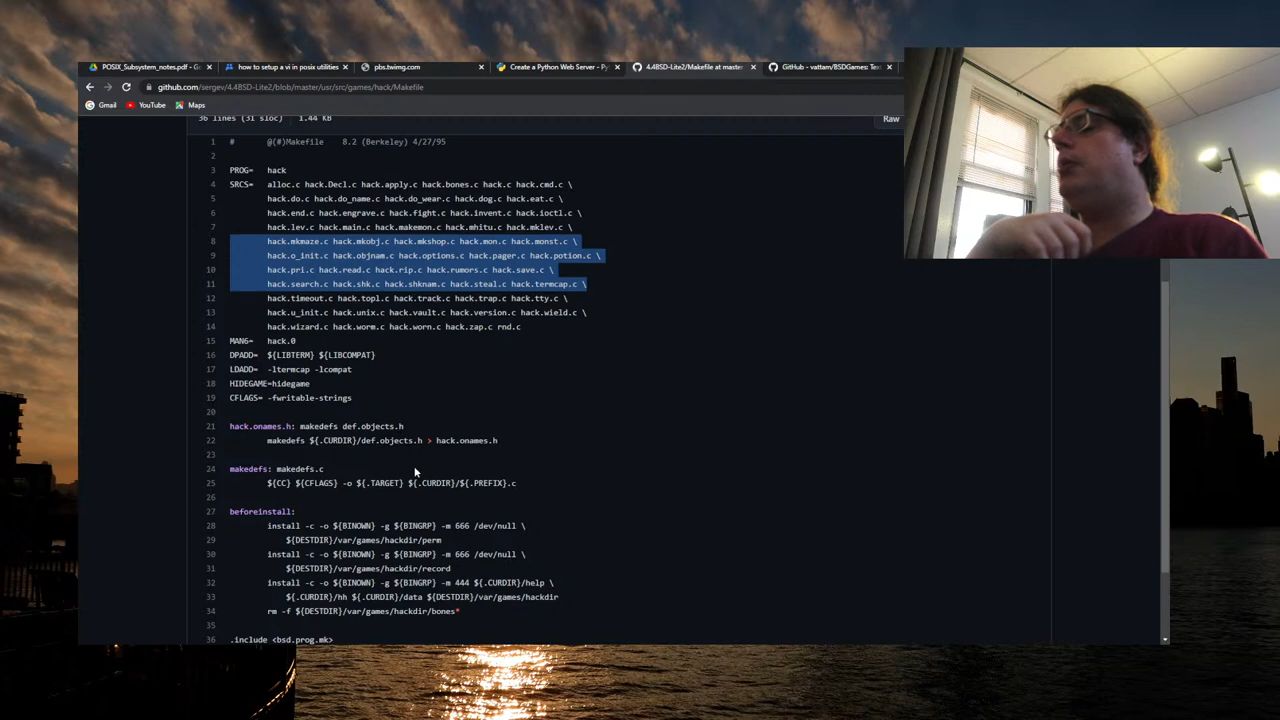 POSIX_Subsystem_notes.pdf - Go
how to setup a vi in posix utilities
pbs.twimg.com
Create a Python Web Server - Py
4.4BSD-Lite2/Makefile at master
GitHub - vattam/BSDGames: Tex
github.com/sergev/4.4BSD-Lite2/blob/master/usr/src/games/hack/Makefile
Gmail
YouTube
Maps
36 lines (31 sloc) 1.44 KB
Raw
1 # @(#)Makefile 8.2 (Berkeley) 4/27/95
2
3 PROG= hack
4 SRCS= alloc.c hack.Decl.c hack.apply.c hack.bones.c hack.c hack.cmd.c \
5 hack.do.c hack.do_name.c hack.do_wear.c hack.dog.c hack.eat.c \
6 hack.end.c hack.engrave.c hack.fight.c hack.invent.c hack.ioctl.c \
7 hack.lev.c hack.main.c hack.makemon.c hack.mhitu.c hack.mklev.c \
8 hack.mkmaze.c hack.mkobj.c hack.mkshop.c hack.mon.c hack.monst.c \
9 hack.o_init.c hack.objnam.c hack.options.c hack.pager.c hack.potion.c \
10 hack.pri.c hack.read.c hack.rip.c hack.rumors.c hack.save.c \
11 hack.search.c hack.shk.c hack.shknam.c hack.steal.c hack.termcap.c \
12 hack.timeout.c hack.topl.c hack.track.c hack.trap.c hack.tty.c \
13 hack.u_init.c hack.unix.c hack.vault.c hack.version.c hack.wield.c \
14 hack.wizard.c hack.worm.c hack.worn.c hack.zap.c rnd.c
15 MAN6= hack.0
16 DPADD= ${LIBTERM} ${LIBCOMPAT}
17 LDADD= -ltermcap -lcompat
18 HIDEGAME=hidegame
19 CFLAGS= -fwritable-strings
20
21 hack.onames.h: makedefs def.objects.h
22 makedefs ${.CURDIR}/def.objects.h > hack.onames.h
23
24 makedefs: makedefs.c
25 ${CC} ${CFLAGS} -o ${.TARGET} ${.CURDIR}/${.PREFIX}.c
26
27 beforeinstall:
28 install -c -o ${BINOWN} -g ${BINGRP} -m 666 /dev/null \
29 ${DESTDIR}/var/games/hackdir/perm
30 install -c -o ${BINOWN} -g ${BINGRP} -m 666 /dev/null \
31 ${DESTDIR}/var/games/hackdir/record
32 install -c -o ${BINOWN} -g ${BINGRP} -m 444 ${.CURDIR}/help \
33 ${.CURDIR}/hh ${.CURDIR}/data ${DESTDIR}/var/games/hackdir
34 rm -f ${DESTDIR}/var/games/hackdir/bones*
35
36 .include <bsd.prog.mk>